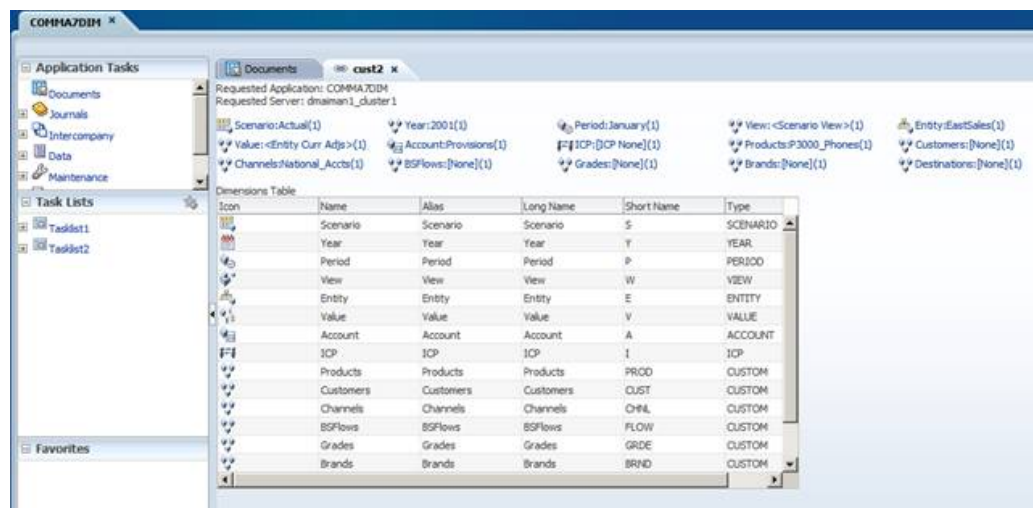 COMMA7DIM ×
Application Tasks
Documents
Journals
Intercompany
Data
Maintenance
Task Lists
Tasklist1
Tasklist2
Favorites
Documents cust2 ×
Requested Application: COMMA7DIM
Requested Server: dmaiman1_cluster1
Scenario:Actual(1) Year:2001(1) Period:January(1) View:<Scenario View>(1) Entity:EastSales(1)
Value:<Entity Curr Adjs>(1) Account:Provisions(1) ICP:[ICP None](1) Products:P3000_Phones(1) Customers:[None](1)
Channels:National_Accts(1) BSFlows:[None](1) Grades:[None](1) Brands:[None](1) Destinations:[None](1)
Dimensions Table
Icon Name Alias Long Name Short Name Type
Scenario Scenario Scenario S SCENARIO
Year Year Year Y YEAR
Period Period Period P PERIOD
View View View W VIEW
Entity Entity Entity E ENTITY
Value Value Value V VALUE
Account Account Account A ACCOUNT
ICP ICP ICP I ICP
Products Products Products PROD CUSTOM
Customers Customers Customers CUST CUSTOM
Channels Channels Channels CHNL CUSTOM
BSFlows BSFlows BSFlows FLOW CUSTOM
Grades Grades Grades GRDE CUSTOM
Brands Brands Brands BRND CUSTOM